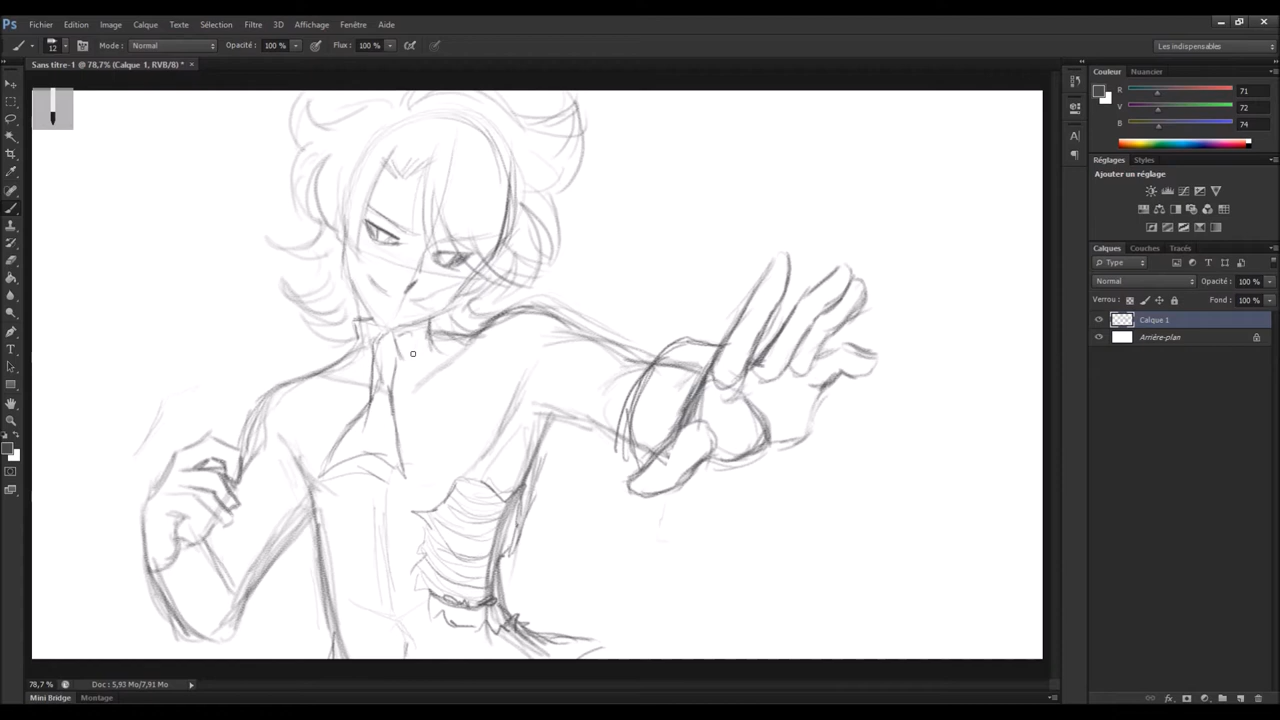 Ps Fichier Edition Image Calque Texte Sélection Filtre 3D Affichage Fenêtre Aide
12 Mode : Normal Opacité : 100 % Flux : 100 % Les indispensables
Sans titre-1 @ 78,7% (Calque 1, RVB/8) * ×
Couleur Nuancier
R 71
V 72
B 74
Réglages Styles
Ajouter un réglage
Calques Couches Tracés
Type
Normal Opacité : 100 %
Verrou : Fond : 100 %
Calque 1
Arrière-plan
78,7 % Doc : 5,93 Mo/7,91 Mo
Mini Bridge Montage